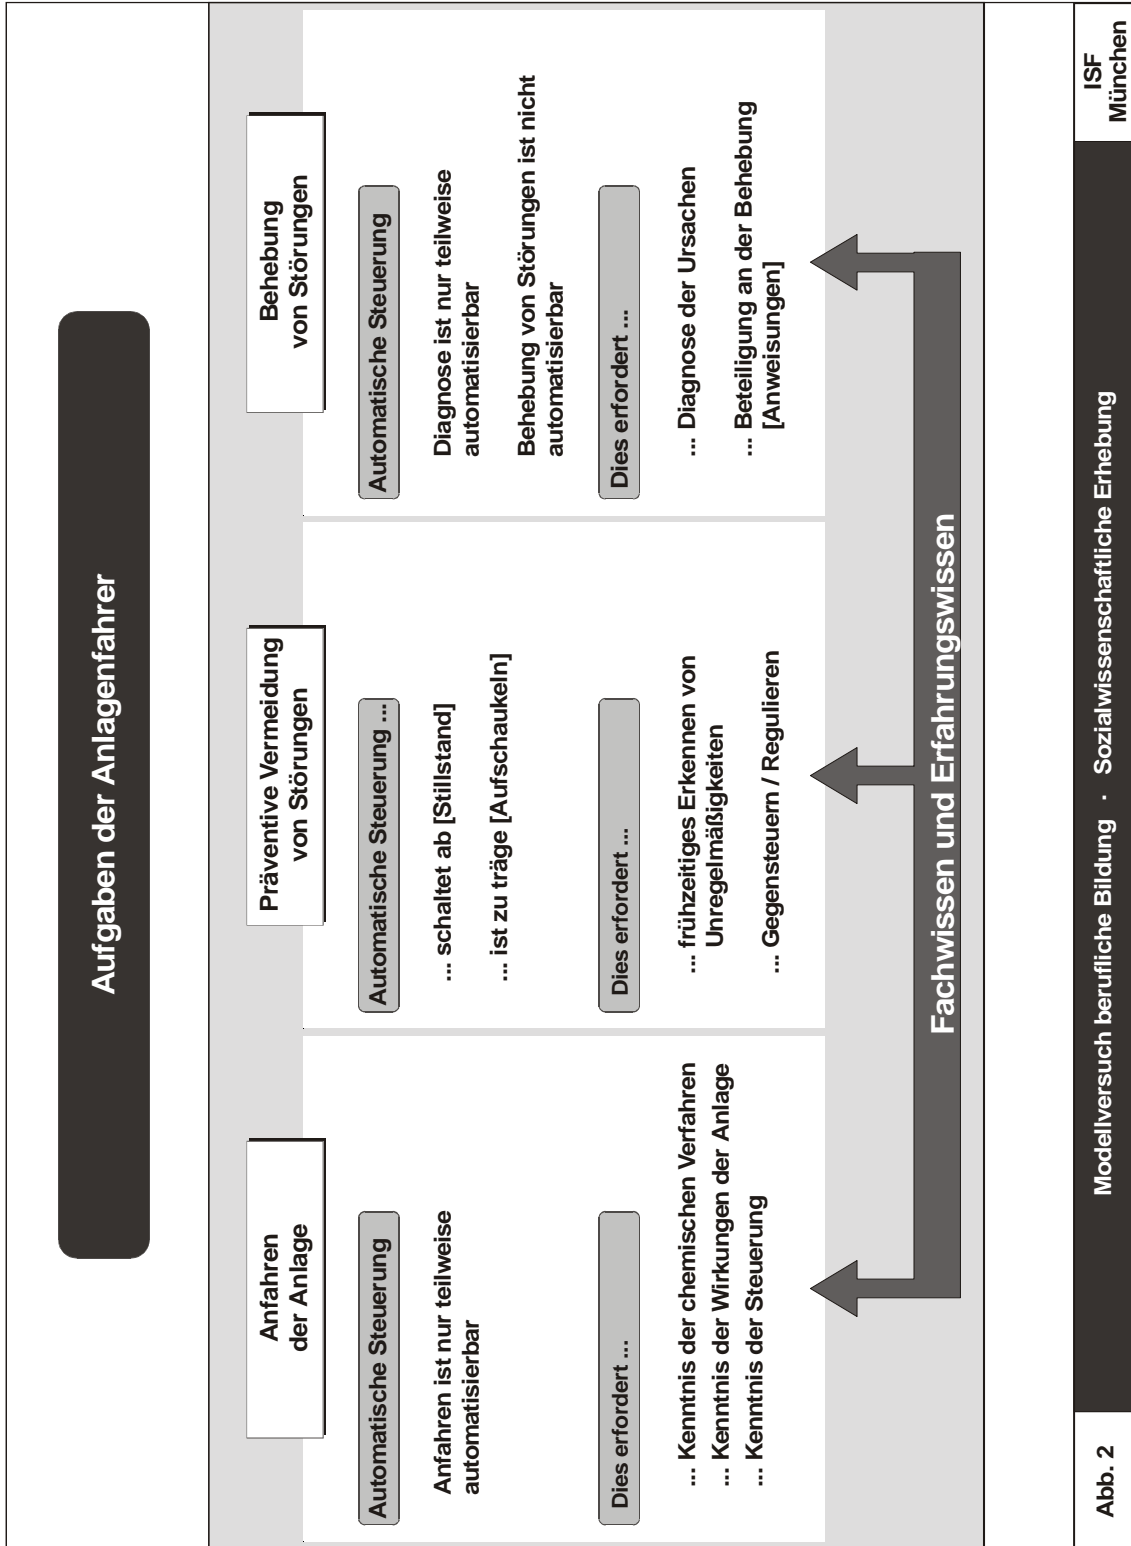 Aufgaben der Anlagenfahrer
Anfahren
der Anlage
Automatische Steuerung
Anfahren ist nur teilweise
automatisierbar
Dies erfordert ...
... Kenntnis der chemischen Verfahren
... Kenntnis der Wirkungen der Anlage
... Kenntnis der Steuerung
Präventive Vermeidung
von Störungen
Automatische Steuerung ...
... schaltet ab [Stillstand]
... ist zu träge [Aufschaukeln]
Dies erfordert ...
... frühzeitiges Erkennen von
Unregelmäßigkeiten
... Gegensteuern / Regulieren
Behebung
von Störungen
Automatische Steuerung
Diagnose ist nur teilweise
automatisierbar
Behebung von Störungen ist nicht
automatisierbar
Dies erfordert ...
... Diagnose der Ursachen
... Beteiligung an der Behebung
[Anweisungen]
Fachwissen und Erfahrungswissen
Abb. 2
Modellversuch berufliche Bildung · Sozialwissenschaftliche Erhebung
ISF
München